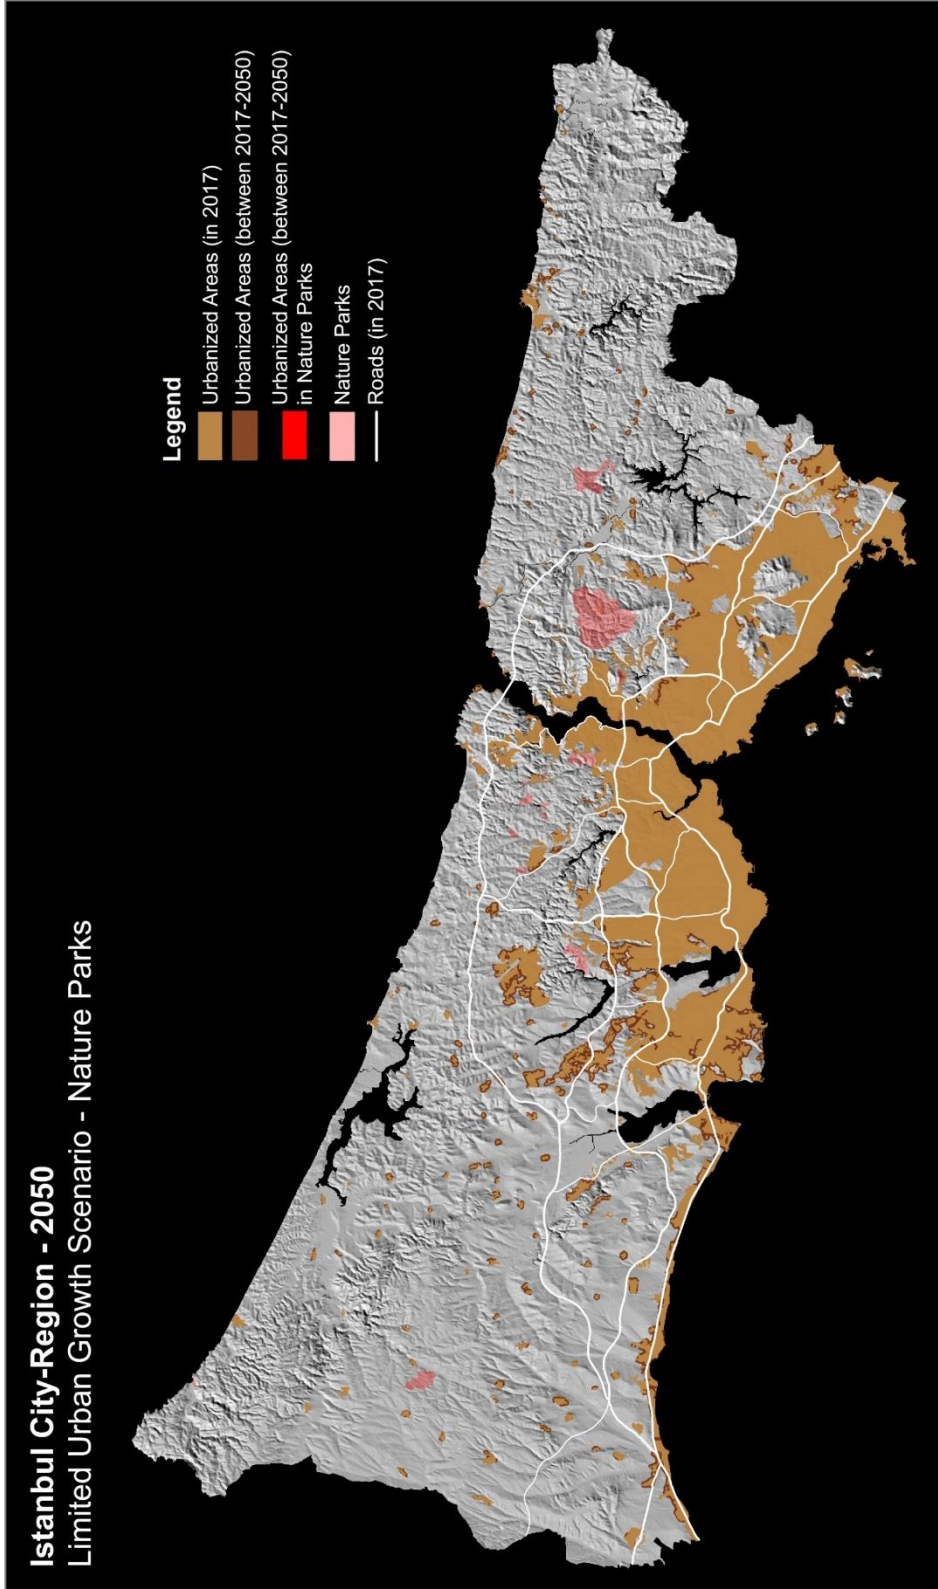 Istanbul City-Region - 2050
Limited Urban Growth Scenario - Nature Parks
Legend
Urbanized Areas (in 2017)
Urbanized Areas (between 2017-2050)
Urbanized Areas (between 2017-2050)
in Nature Parks
Nature Parks
Roads (in 2017)